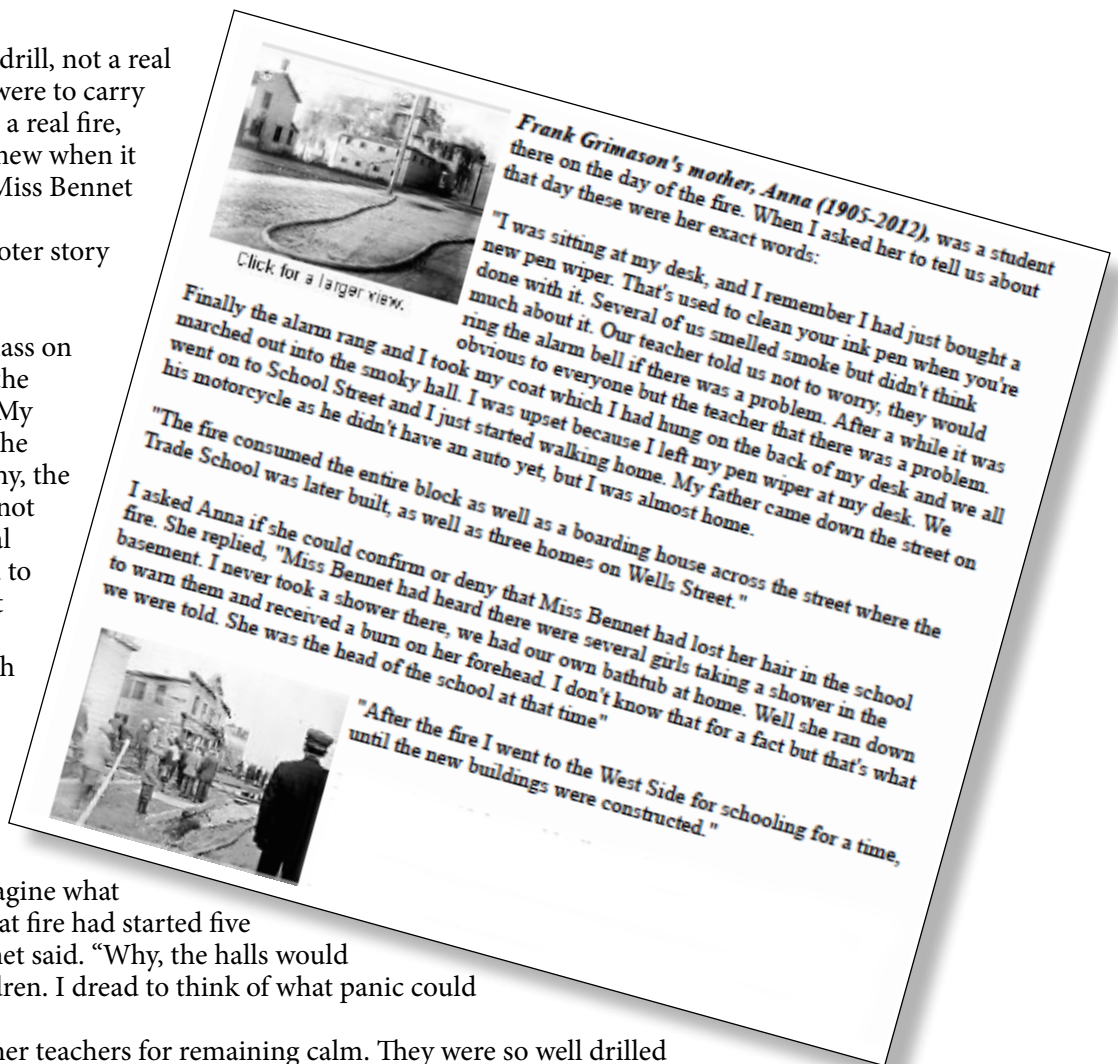 drill, not a real
were to carry
a real fire,
new when it
Miss Bennet
oter story
ass on
the
My
he
hy, the
not
al
to
t
h
agine what
at fire had started five
net said. “Why, the halls would
dren. I dread to think of what panic could
her teachers for remaining calm. They were so well drilled
Click for a larger view.
Frank Grimason's mother, Anna (1905-2012), was a student
there on the day of the fire. When I asked her to tell us about
that day these were her exact words:
"I was sitting at my desk, and I remember I had just bought a
new pen wiper. That's used to clean your ink pen when you're
done with it. Several of us smelled smoke but didn't think
much about it. Our teacher told us not to worry, they would
ring the alarm bell if there was a problem. After a while it was
obvious to everyone but the teacher that there was a problem.
Finally the alarm rang and I took my coat which I had hung on the back of my desk and we all
marched out into the smoky hall. I was upset because I left my pen wiper at my desk. We
went on to School Street and I just started walking home. My father came down the street on
his motorcycle as he didn't have an auto yet, but I was almost home.
"The fire consumed the entire block as well as a boarding house across the street where the
Trade School was later built, as well as three homes on Wells Street."
I asked Anna if she could confirm or deny that Miss Bennet had lost her hair in the school
fire. She replied, "Miss Bennet had heard there were several girls taking a shower in the
basement. I never took a shower there, we had our own bathtub at home. Well she ran down
to warn them and received a burn on her forehead. I don't know that for a fact but that's what
we were told. She was the head of the school at that time"
"After the fire I went to the West Side for schooling for a time,
until the new buildings were constructed."